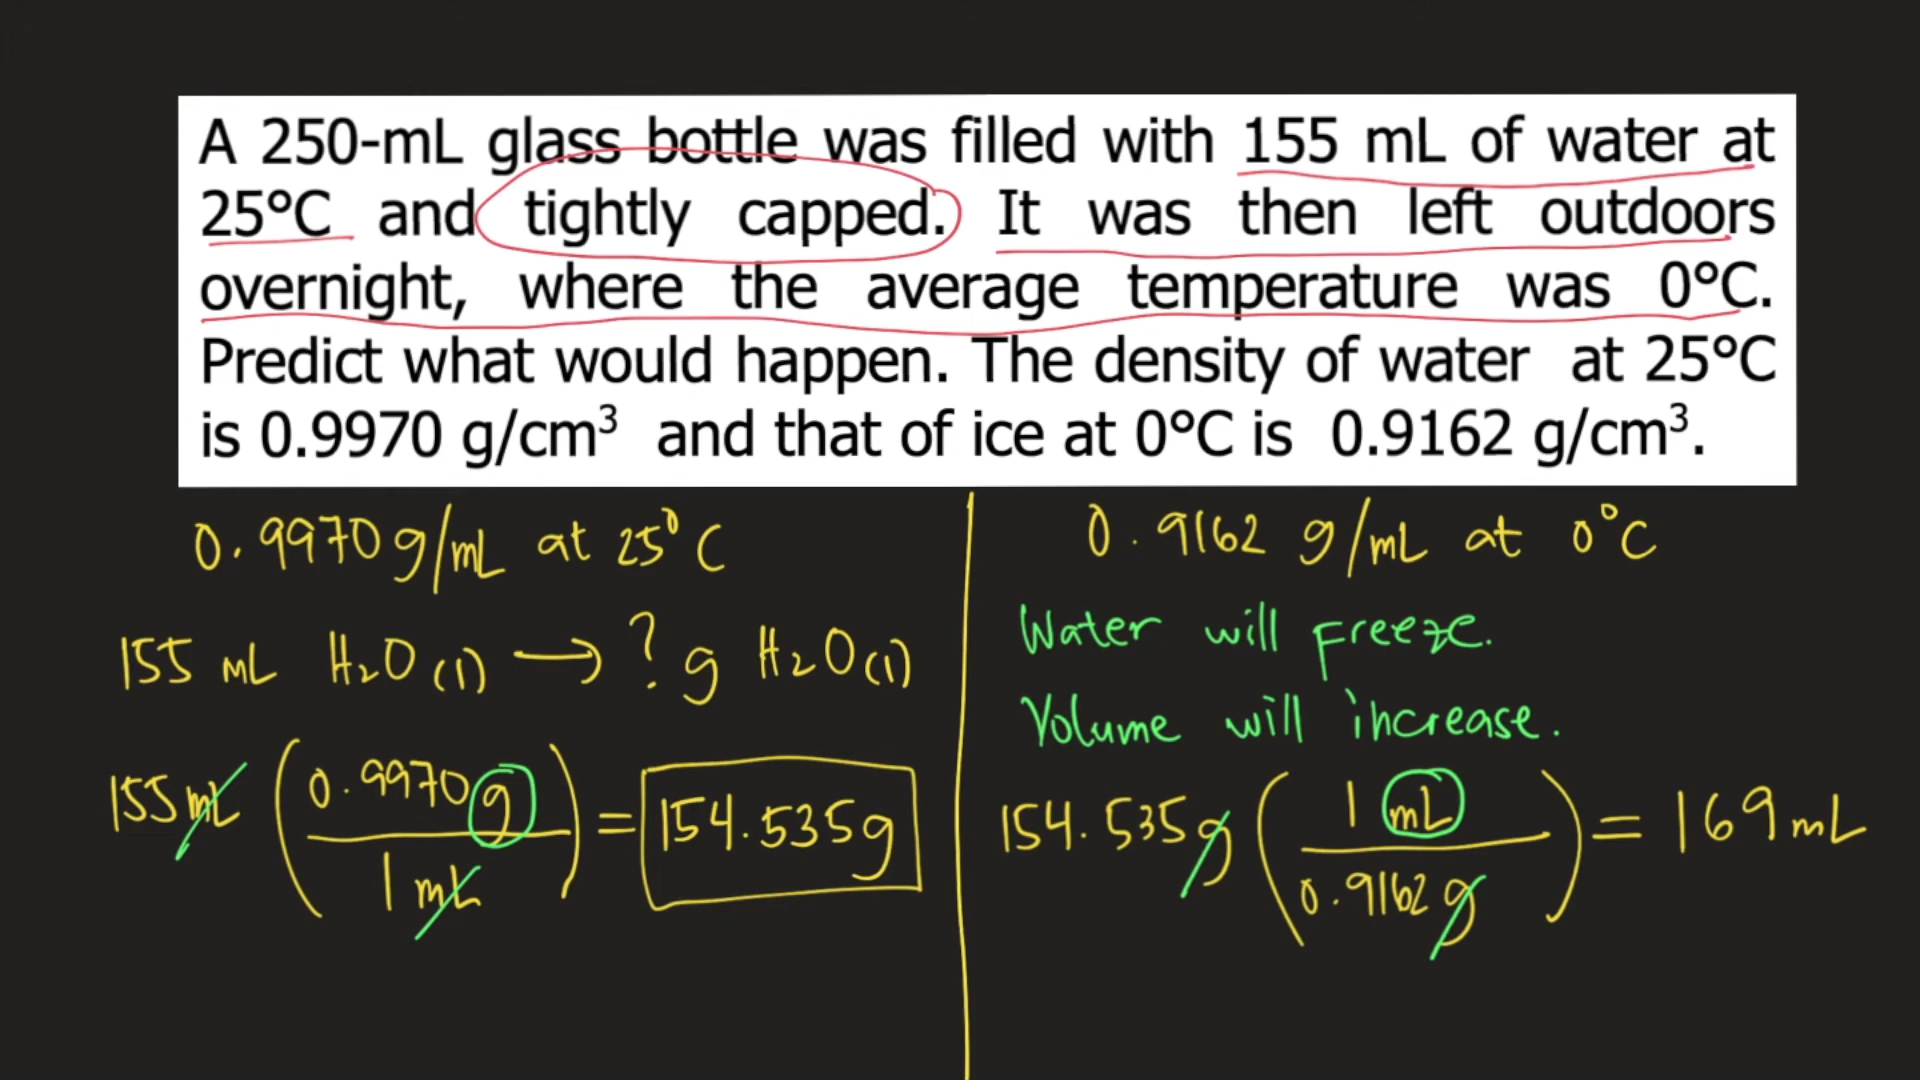 A 250-mL glass bottle was filled with 155 mL of water at
25°C and tightly capped. It was then left outdoors
overnight, where the average temperature was 0°C.
Predict what would happen. The density of water at 25°C
is 0.9970 g/cm³ and that of ice at 0°C is 0.9162 g/cm³.
0.9970 g/mL at 25°C
155 mL H₂O(l) → ? g H₂O(l)
155 mL (0.9970 g / 1 mL) = 154.535 g
0.9162 g/mL at 0°C
Water will freeze.
Volume will increase.
154.535 g (1 mL / 0.9162 g) = 169 mL